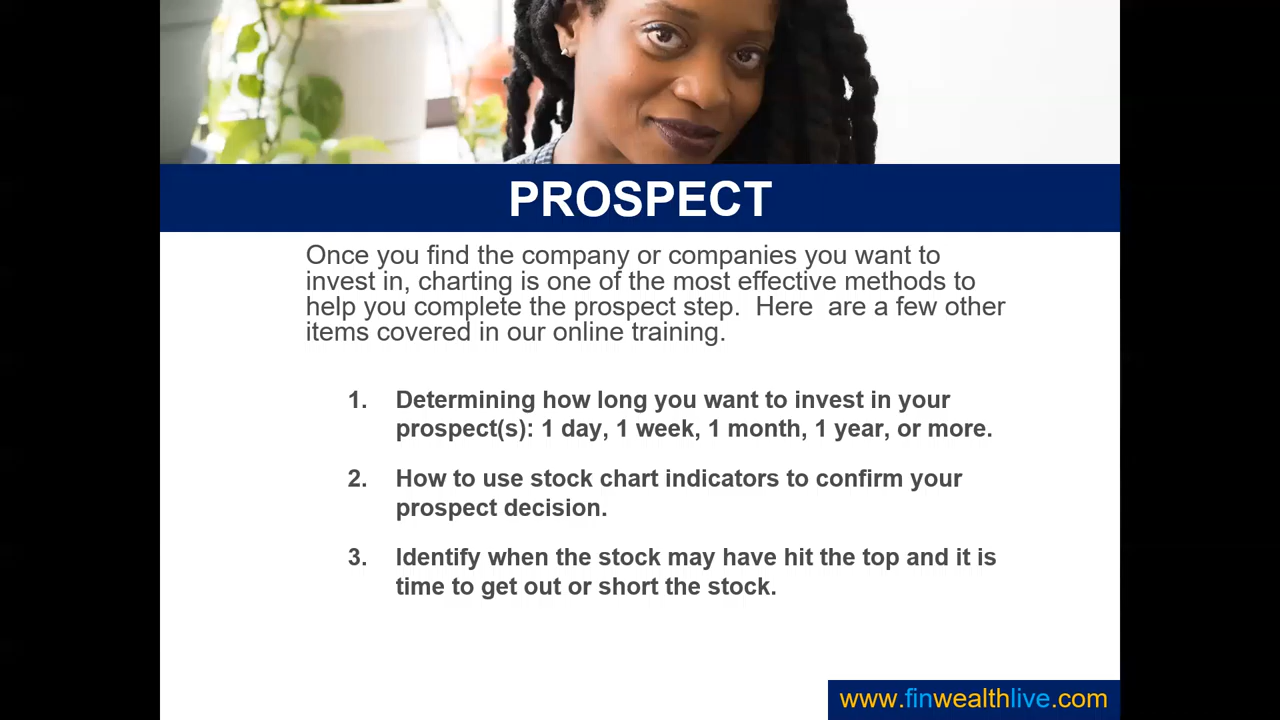 PROSPECT
Once you find the company or companies you want to
invest in, charting is one of the most effective methods to
help you complete the prospect step.  Here  are a few other
items covered in our online training.
1. Determining how long you want to invest in your
prospect(s): 1 day, 1 week, 1 month, 1 year, or more.
2. How to use stock chart indicators to confirm your
prospect decision.
3. Identify when the stock may have hit the top and it is
time to get out or short the stock.
www.finwealthlive.com